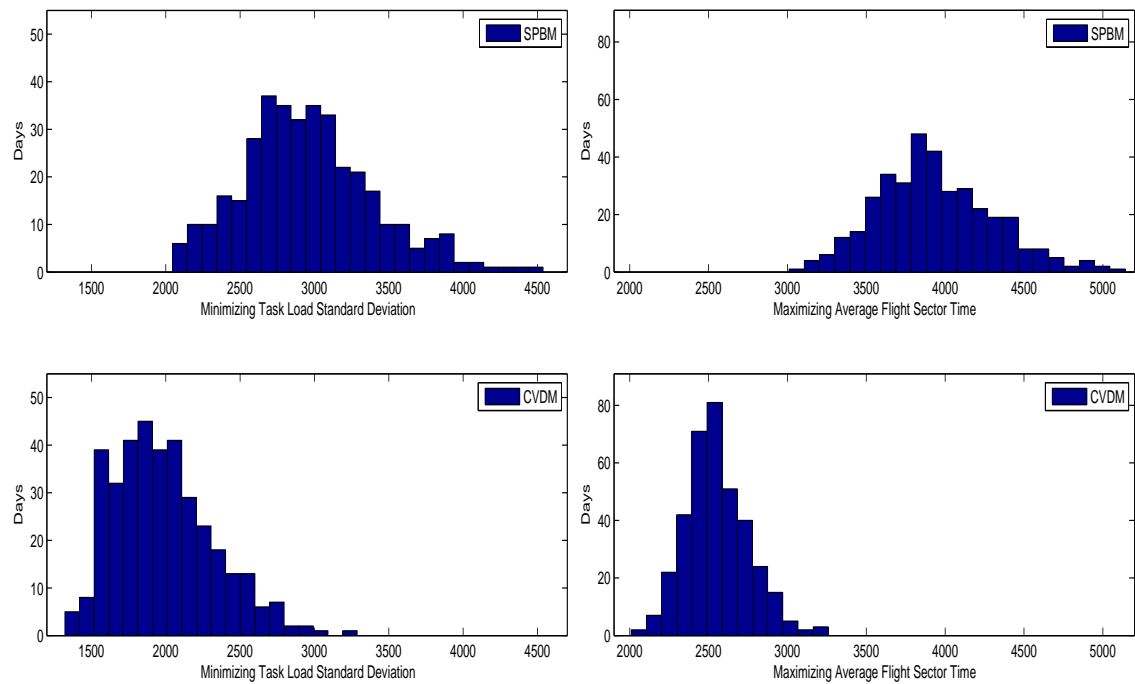 50
40
30
20
10
0
Days
SPBM
1500 2000 2500 3000 3500 4000 4500
Minimizing Task Load Standard Deviation
80
60
40
20
0
Days
SPBM
2000 2500 3000 3500 4000 4500 5000
Maximizing Average Flight Sector Time
50
40
30
20
10
0
Days
CVDM
1500 2000 2500 3000 3500 4000 4500
Minimizing Task Load Standard Deviation
80
60
40
20
0
Days
CVDM
2000 2500 3000 3500 4000 4500 5000
Maximizing Average Flight Sector Time